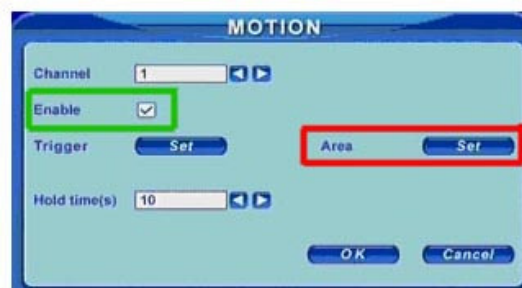 MOTION
Channel 1
Enable
Trigger Set Area Set
Hold time(s) 10
OK Cancel